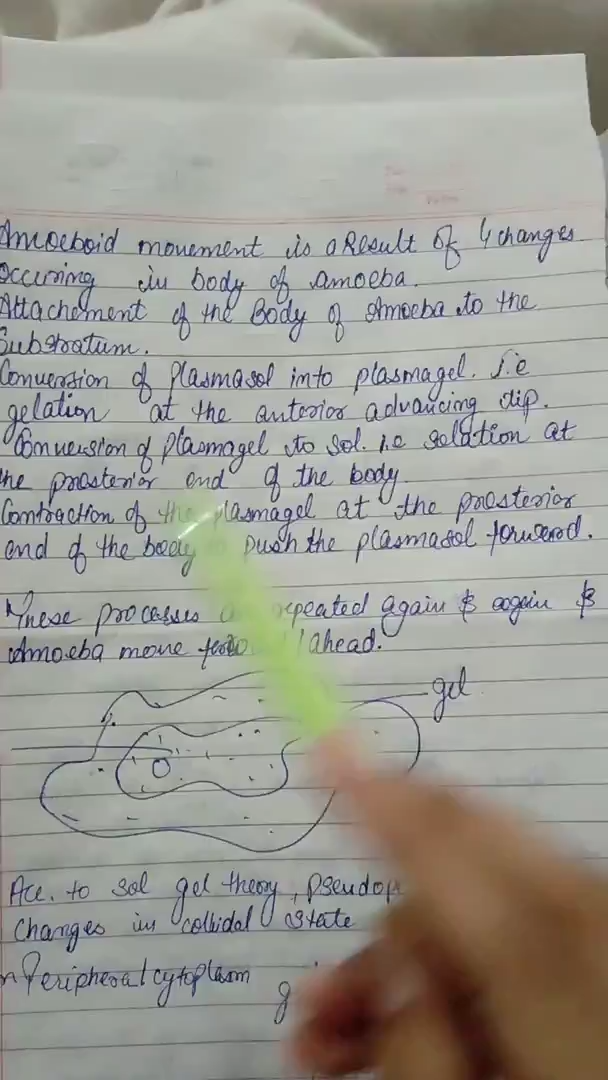 Amoeboid movement is a Result of 4 changes
occuring in body of Amoeba.
Attachement of the Body of Amoeba to the
Substratum.
Conversion of plasmasol into plasmagel. i.e
gelation at the anterior advancing tip.
Conversion of plasmagel to sol. i.e solation at
the prosterior end of the body.
Contraction of the plasmagel at the prosterior
end of the body push the plasmasol forward.
These processes repeated again & again &
Amoeba move ahead.
gel
Acc. to sol gel theory, pseudop
changes in colloidal state
Peripheral cytoplasm g